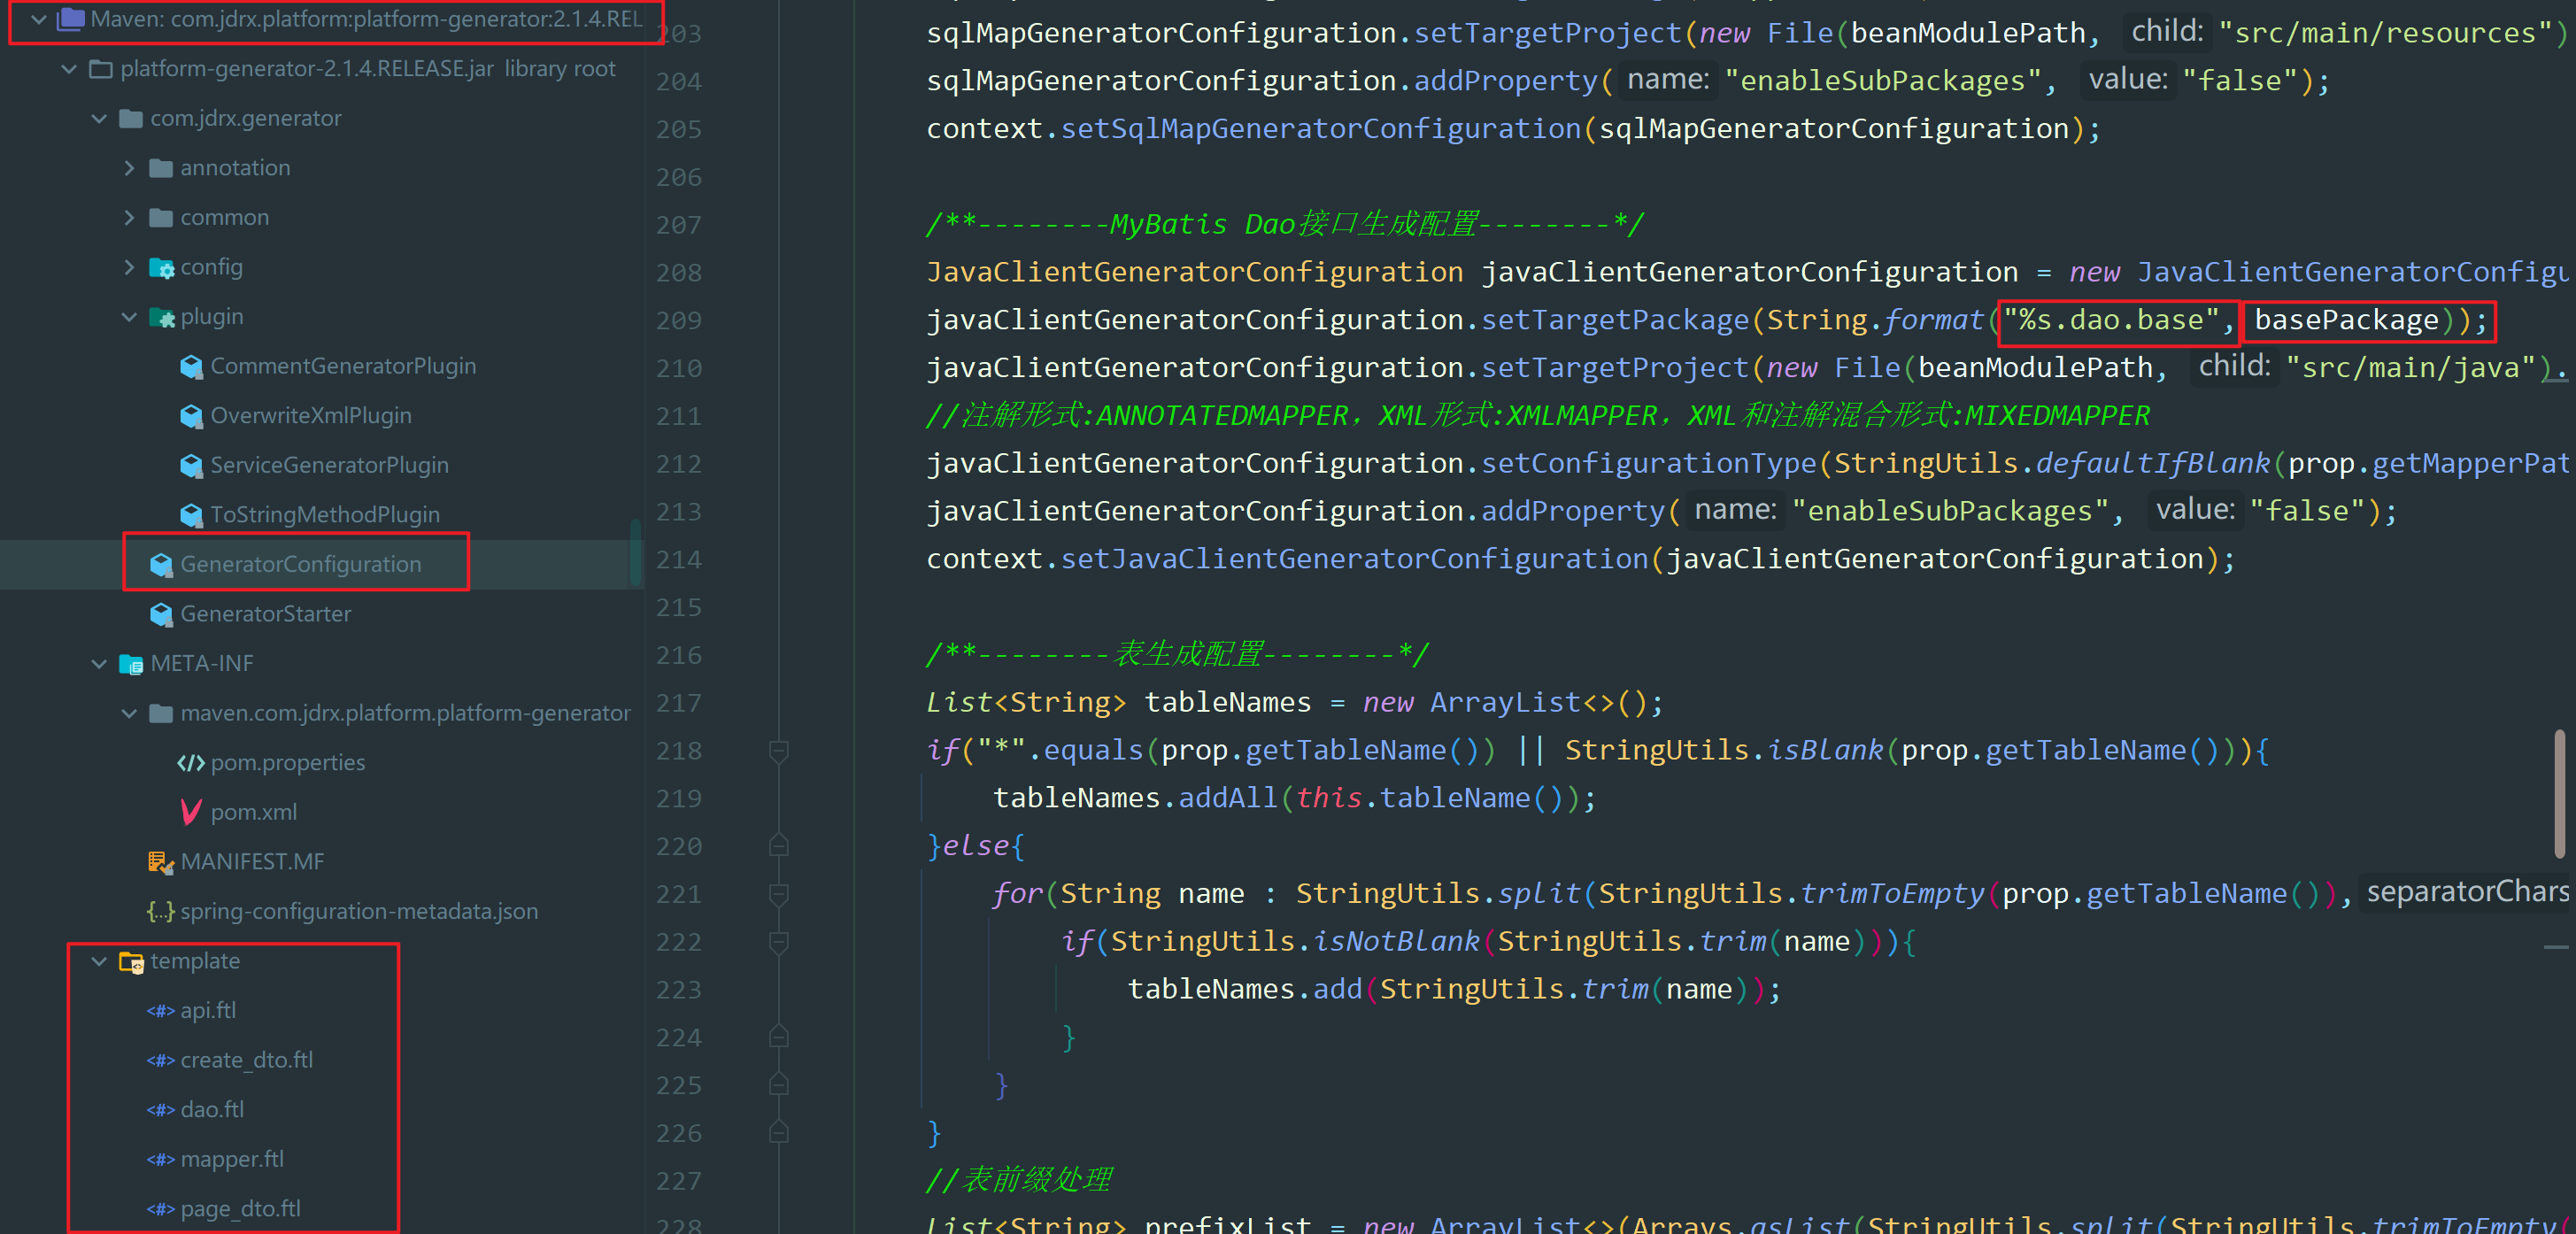 Maven: com.jdrx.platform:platform-generator:2.1.4.REL
platform-generator-2.1.4.RELEASE.jar library root
com.jdrx.generator
annotation
common
config
plugin
CommentGeneratorPlugin
OverwriteXmlPlugin
ServiceGeneratorPlugin
ToStringMethodPlugin
GeneratorConfiguration
GeneratorStarter
META-INF
maven.com.jdrx.platform.platform-generator
pom.properties
pom.xml
MANIFEST.MF
spring-configuration-metadata.json
template
api.ftl
create_dto.ftl
dao.ftl
mapper.ftl
page_dto.ftl
203 sqlMapGeneratorConfiguration.setTargetProject(new File(beanModulePath, child: "src/main/resources")
204 sqlMapGeneratorConfiguration.addProperty( name: "enableSubPackages", value: "false");
205 context.setSqlMapGeneratorConfiguration(sqlMapGeneratorConfiguration);
206
207 /**--------MyBatis Dao接口生成配置--------*/
208 JavaClientGeneratorConfiguration javaClientGeneratorConfiguration = new JavaClientGeneratorConfigu
209 javaClientGeneratorConfiguration.setTargetPackage(String.format("%s.dao.base", basePackage));
210 javaClientGeneratorConfiguration.setTargetProject(new File(beanModulePath, child: "src/main/java").
211 //注解形式:ANNOTATEDMAPPER，XML形式:XMLMAPPER，XML和注解混合形式:MIXEDMAPPER
212 javaClientGeneratorConfiguration.setConfigurationType(StringUtils.defaultIfBlank(prop.getMapperPat
213 javaClientGeneratorConfiguration.addProperty( name: "enableSubPackages", value: "false");
214 context.setJavaClientGeneratorConfiguration(javaClientGeneratorConfiguration);
215
216 /**--------表生成配置--------*/
217 List<String> tableNames = new ArrayList<>();
218 if("*".equals(prop.getTableName()) || StringUtils.isBlank(prop.getTableName())){
219 tableNames.addAll(this.tableName());
220 }else{
221 for(String name : StringUtils.split(StringUtils.trimToEmpty(prop.getTableName()), separatorChars
222 if(StringUtils.isNotBlank(StringUtils.trim(name))){
223 tableNames.add(StringUtils.trim(name));
224 }
225 }
226 }
227 //表前缀处理
228 List<String> prefixList = new ArrayList<>(Arrays.asList(StringUtils.split(StringUtils.trimToEmpty(